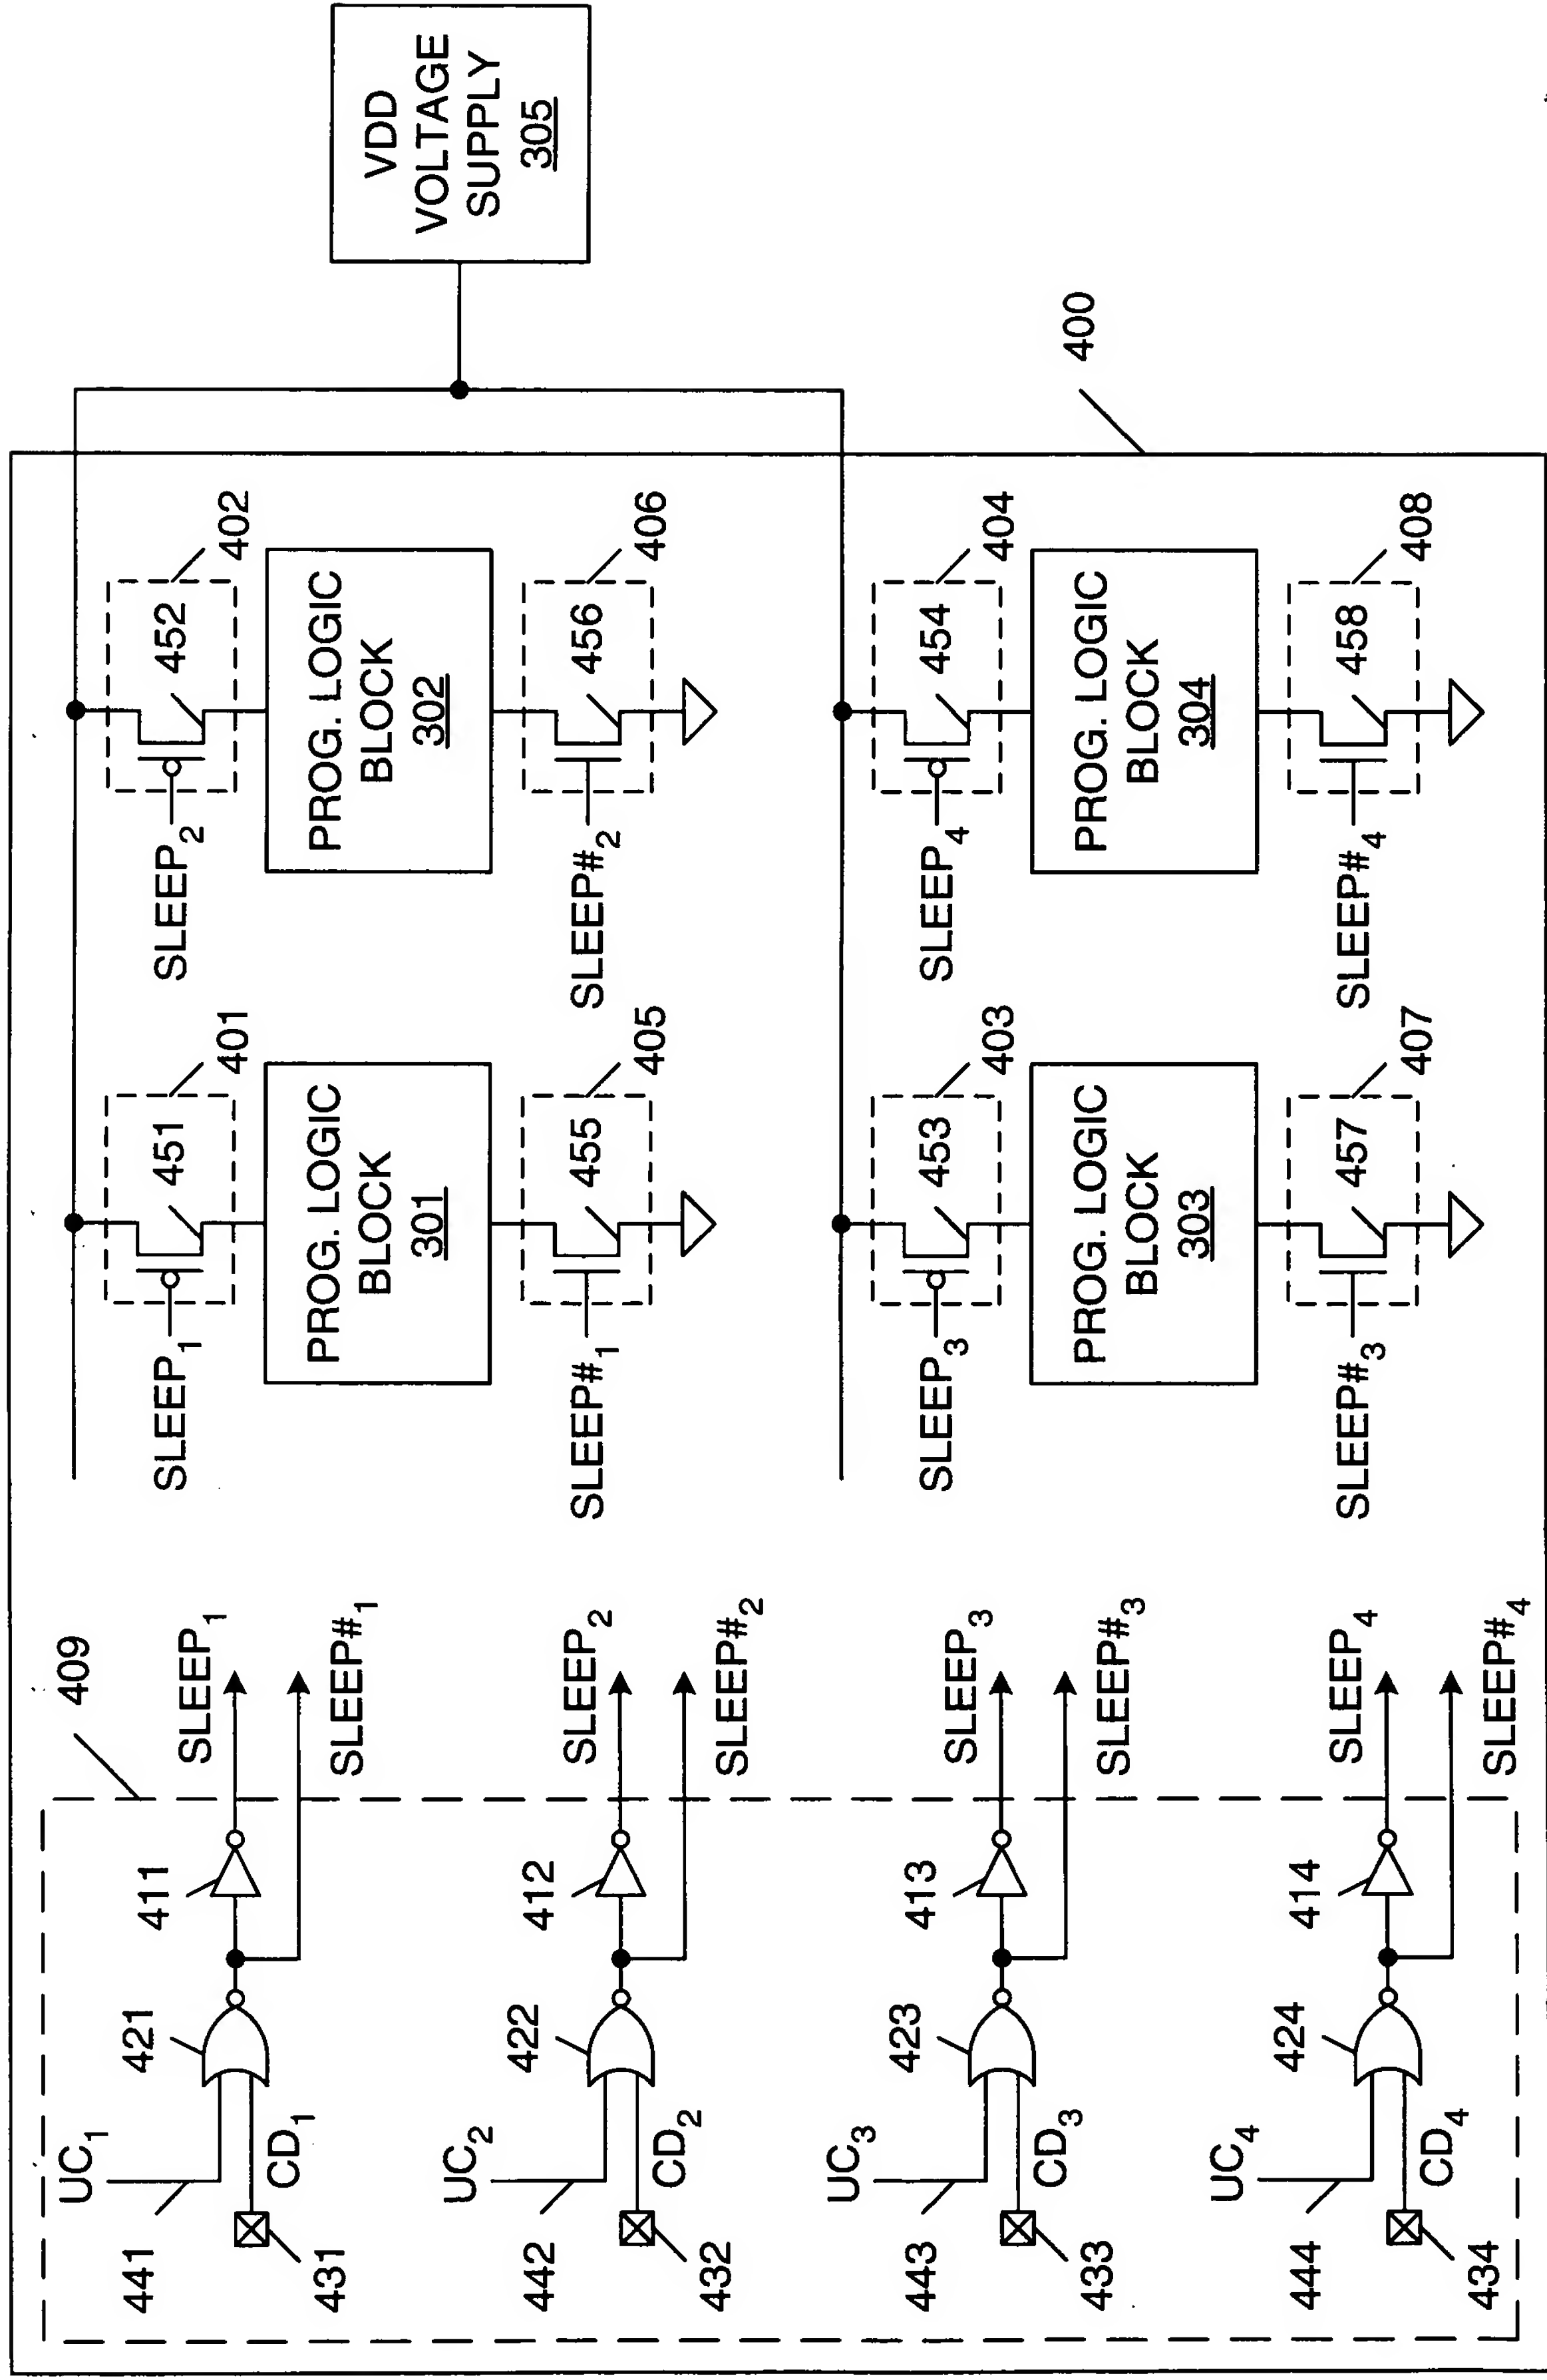 409
441
UC₁
CD₁
431
421
411
SLEEP₁
SLEEP#₁
442
UC₂
CD₂
432
422
412
SLEEP₂
SLEEP#₂
443
UC₃
CD₃
433
423
413
SLEEP₃
SLEEP#₃
444
UC₄
CD₄
434
424
414
SLEEP₄
SLEEP#₄
SLEEP₁
451
401
PROG. LOGIC
BLOCK
301
SLEEP#₁
455
405
SLEEP₂
452
402
PROG. LOGIC
BLOCK
302
SLEEP#₂
456
406
SLEEP₃
453
403
PROG. LOGIC
BLOCK
303
SLEEP#₃
457
407
SLEEP₄
454
404
PROG. LOGIC
BLOCK
304
SLEEP#₄
458
408
VDD
VOLTAGE
SUPPLY
305
400